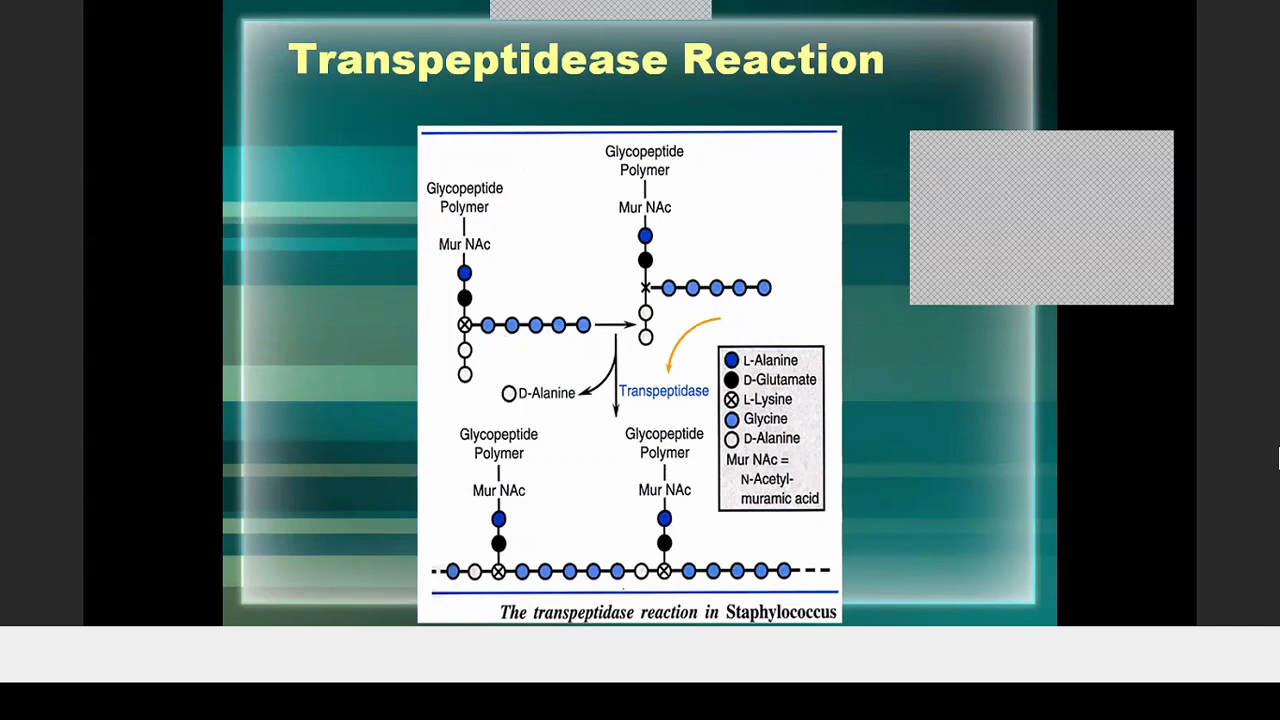 Transpeptidease Reaction
Glycopeptide
Polymer
Mur NAc
Glycopeptide
Polymer
Mur NAc
D-Alanine
Transpeptidase
L-Alanine
D-Glutamate
L-Lysine
Glycine
D-Alanine
Mur NAc =
N-Acetyl-
muramic acid
Glycopeptide
Polymer
Mur NAc
Glycopeptide
Polymer
Mur NAc
The transpeptidase reaction in Staphylococcus